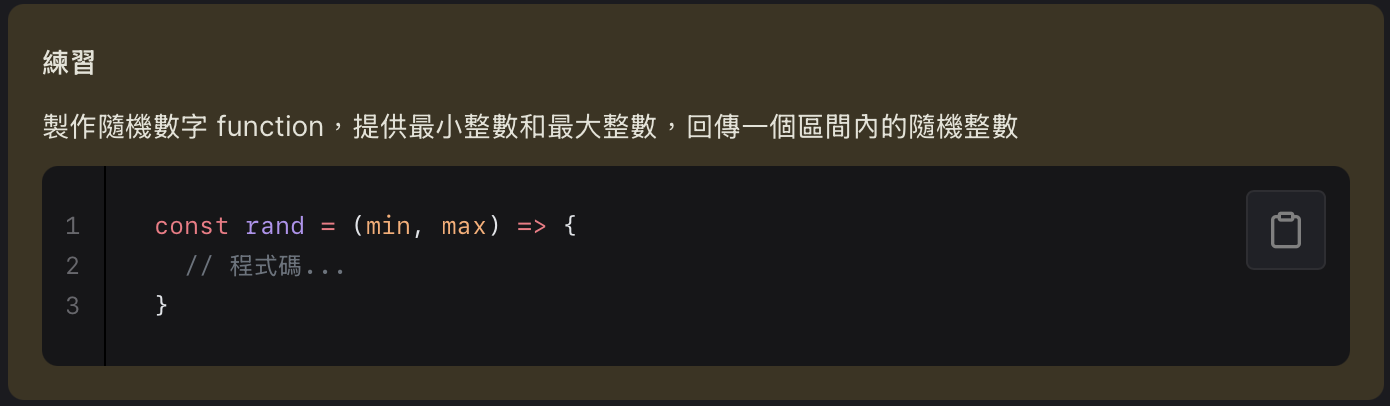 練習
製作隨機數字 function，提供最小整數和最大整數，回傳一個區間內的隨機整數
1 const rand = (min, max) => {
2   // 程式碼...
3 }